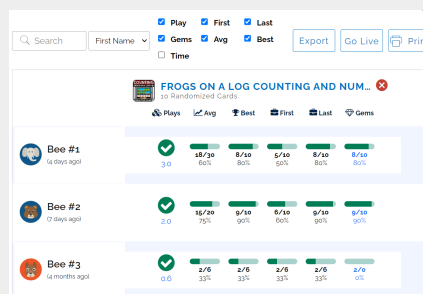 Play First Last
Search First Name Gems Avg Best Export Go Live Prin
Time
COUNTING
FROGS ON A LOG COUNTING AND NUM...
10 Randomized Cards.
Plays Avg Best First Last Gems
Bee #1 18/30 8/10 5/10 8/10 8/10
(4 days ago) 3.0 60% 80% 50% 80% 80%
Bee #2 15/20 9/10 6/10 9/10 9/10
(7 days ago) 2.0 75% 90% 60% 90% 90%
Bee #3 2/6 2/6 2/6 2/6 2/0
(4 months ago) 0.6 33% 33% 33% 33% 0%